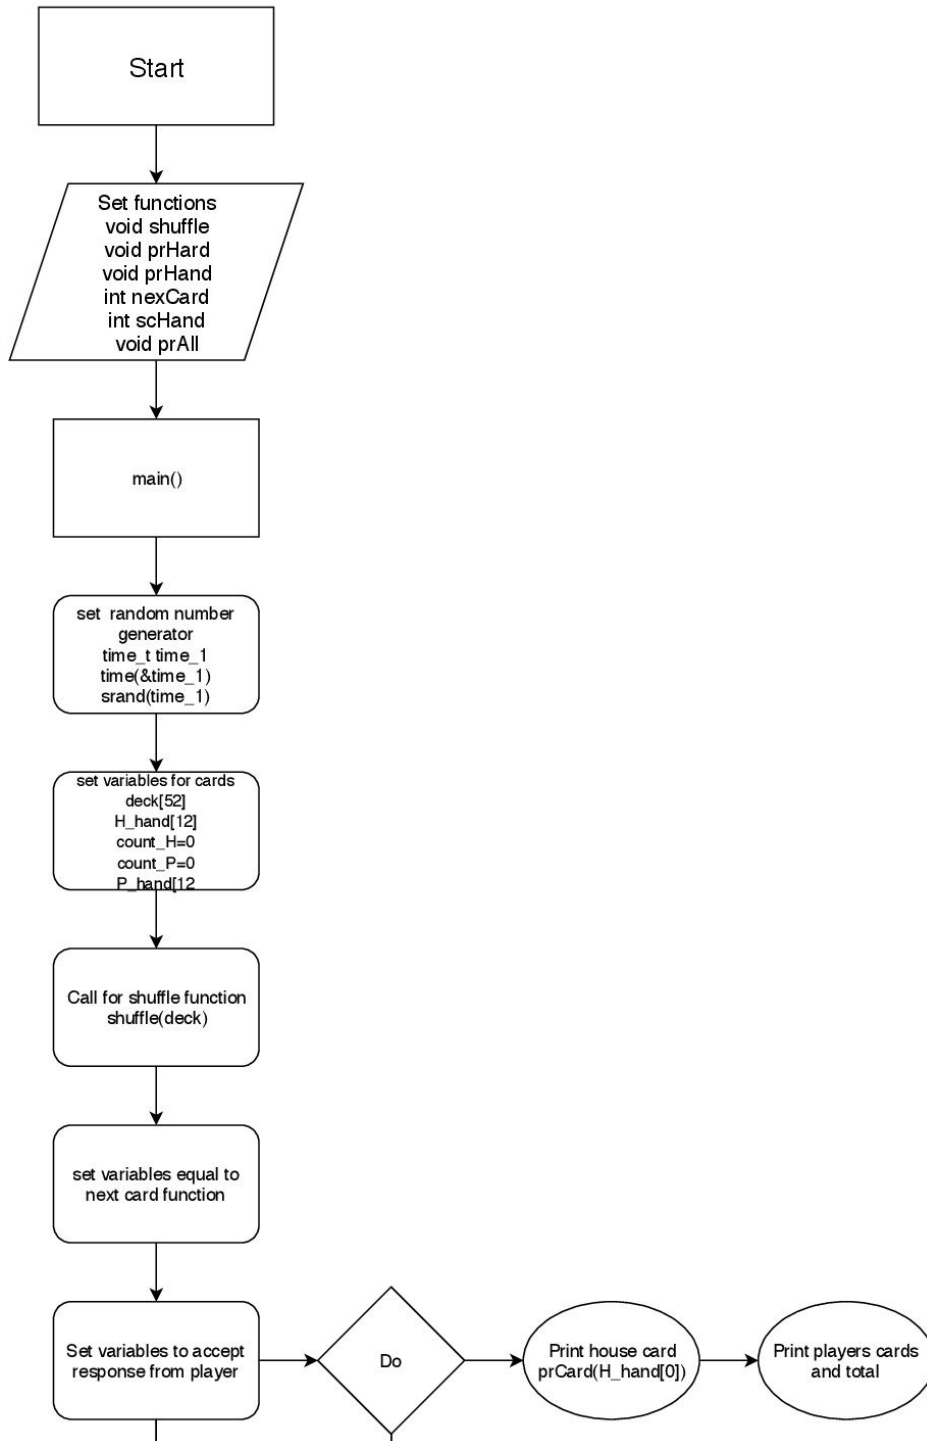 Start
Set functions
void shuffle
void prHard
void prHand
int nexCard
int scHand
void prAll
main()
set random number
generator
time_t time_1
time(&time_1)
srand(time_1)
set variables for cards
deck[52]
H_hand[12]
count_H=0
count_P=0
P_hand[12
Call for shuffle function
shuffle(deck)
set variables equal to
next card function
Set variables to accept
response from player
Do
Print house card
prCard(H_hand[0])
Print players cards
and total